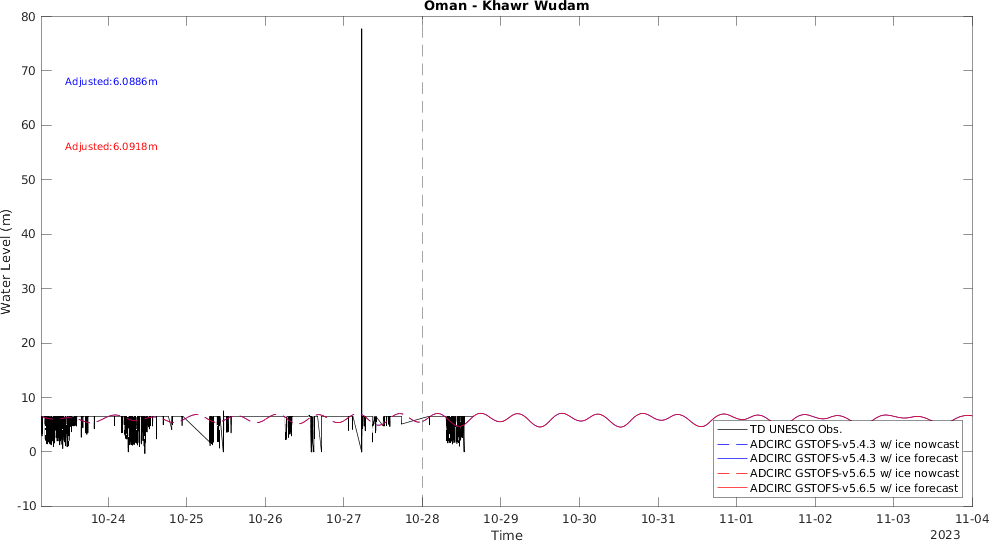 Oman - Khawr Wudam
80
70
60
50
40
30
20
10
0
-10
Water Level (m)
Adjusted:6.0886m
Adjusted:6.0918m
TD UNESCO Obs.
ADCIRC GSTOFS-v5.4.3 w/ ice nowcast
ADCIRC GSTOFS-v5.4.3 w/ ice forecast
ADCIRC GSTOFS-v5.6.5 w/ ice nowcast
ADCIRC GSTOFS-v5.6.5 w/ ice forecast
10-24 10-25 10-26 10-27 10-28 10-29 10-30 10-31 11-01 11-02 11-03 11-04
Time
2023